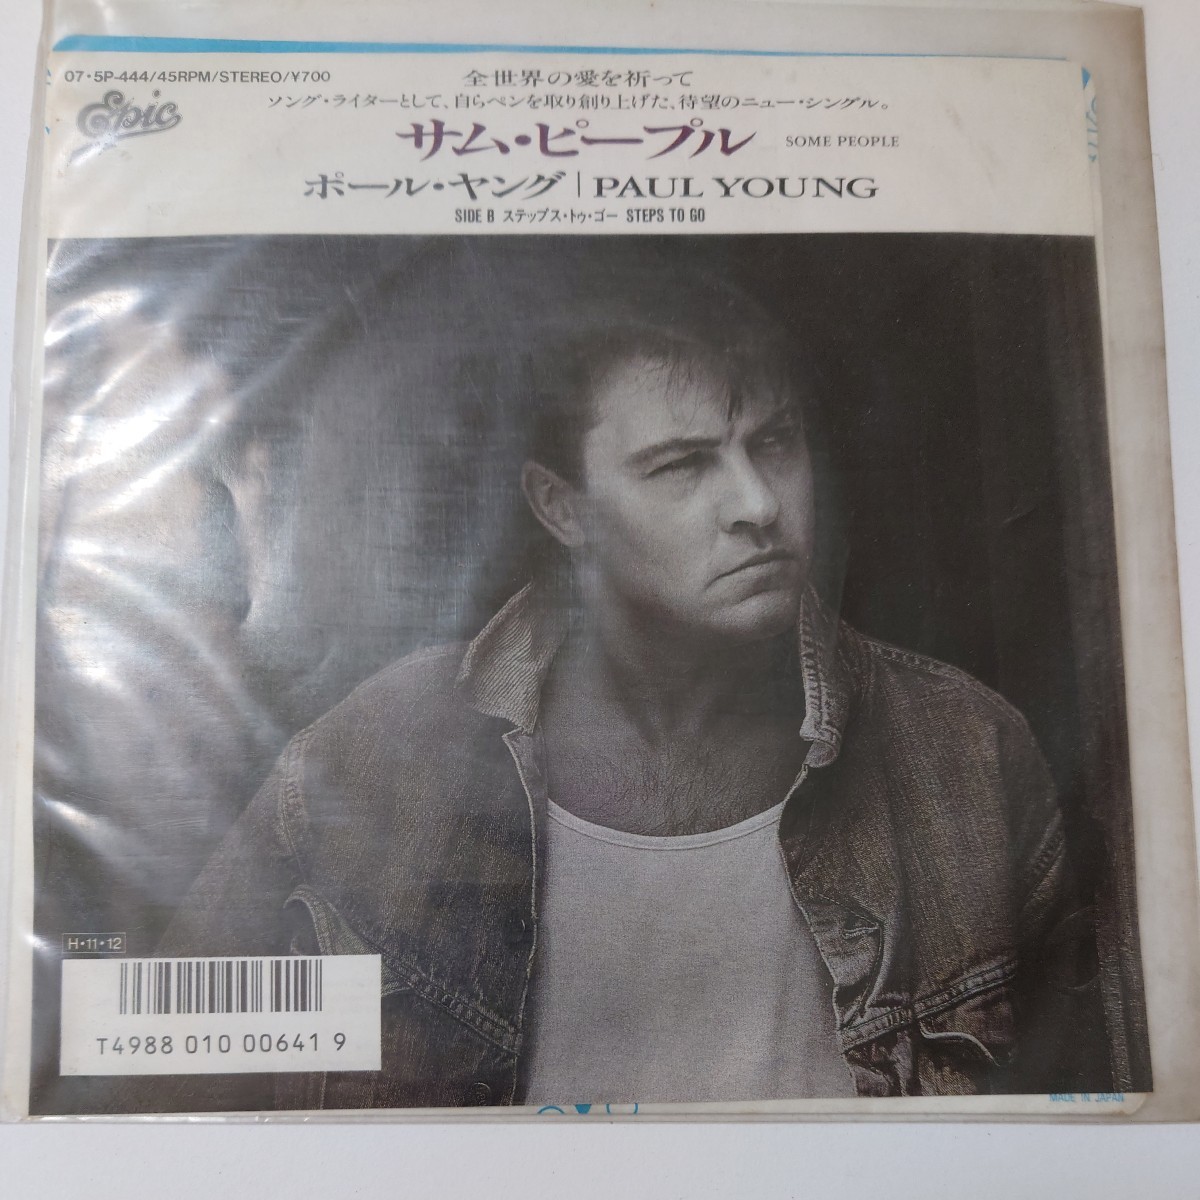 07・5P-444/45RPM/STEREO/¥700
Epic
全世界の愛を祈って
ソング・ライターとして、自らペンを取り創り上げた、待望のニュー・シングル。
サム・ピープル SOME PEOPLE
ポール・ヤング | PAUL YOUNG
SIDE B ステップス・トゥ・ゴー STEPS TO GO
H・11・12
T4988 010 00641 9
MADE IN JAPAN